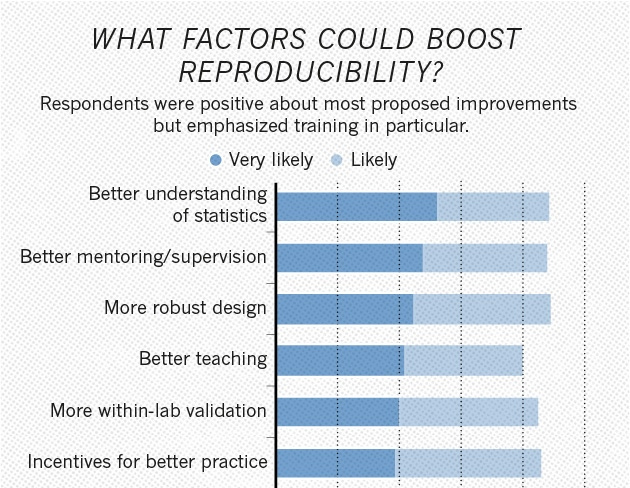 WHAT FACTORS COULD BOOST
REPRODUCIBILITY?
Respondents were positive about most proposed improvements
but emphasized training in particular.
Very likely Likely
Better understanding
of statistics
Better mentoring/supervision
More robust design
Better teaching
More within-lab validation
Incentives for better practice